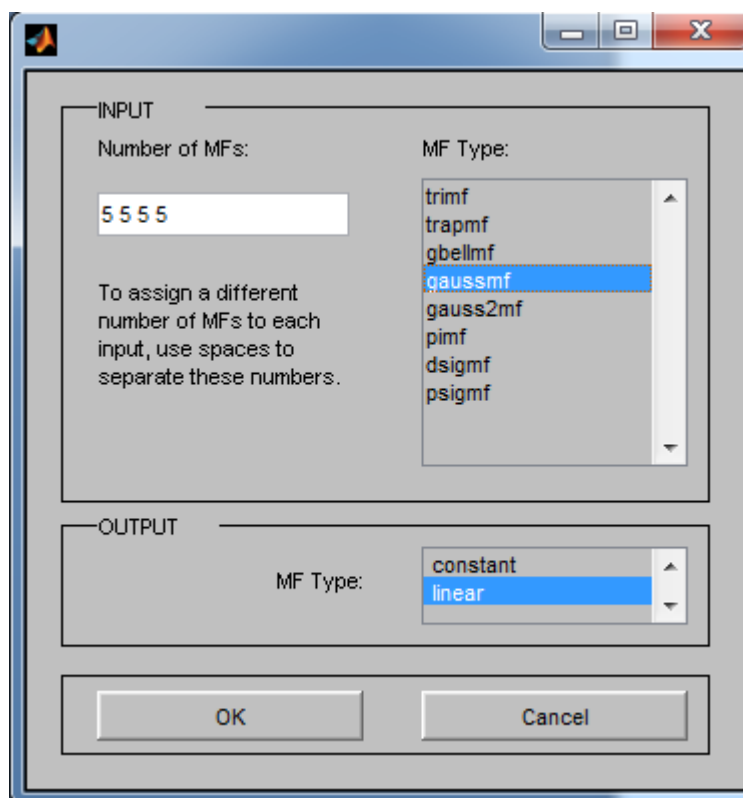 INPUT
Number of MFs:
5 5 5 5
To assign a different
number of MFs to each
input, use spaces to
separate these numbers.
MF Type:
trimf
trapmf
gbellmf
gaussmf
gauss2mf
pimf
dsigmf
psigmf
OUTPUT
MF Type:
constant
linear
OK
Cancel